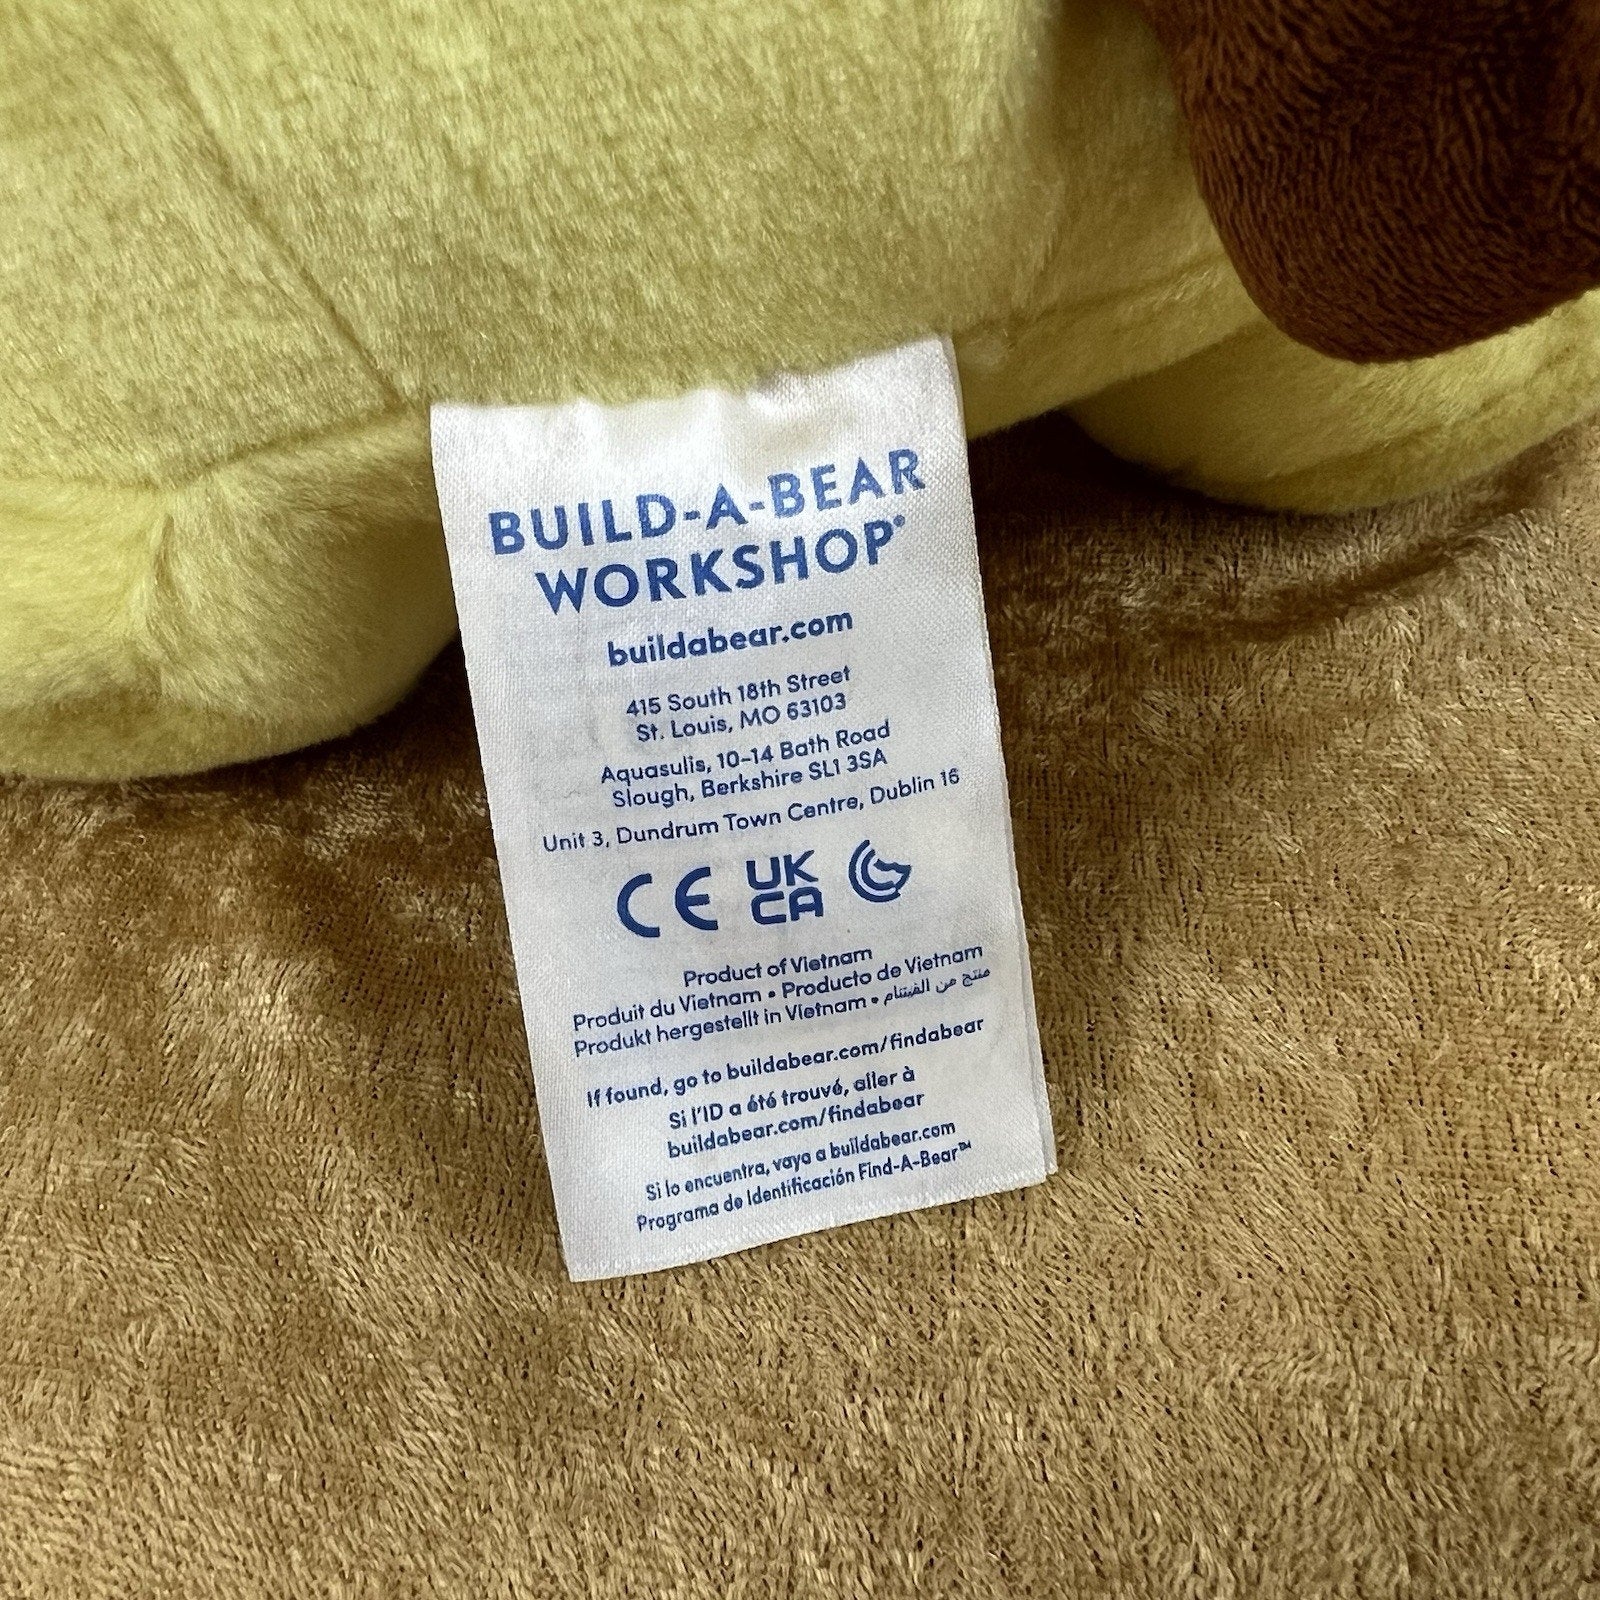 BUILD-A-BEAR
WORKSHOP®
buildabear.com
415 South 18th Street
St. Louis, MO 63103
Aquasulis, 10-14 Bath Road
Slough, Berkshire SL1 3SA
Unit 3, Dundrum Town Centre, Dublin 16
CE UK CA
Product of Vietnam
Produit du Vietnam • Producto de Vietnam
Produkt hergestellt in Vietnam • منتج من الفيتنام
If found, go to buildabear.com/findabear
Si l'ID a été trouvé, aller à
buildabear.com/findabear
Si lo encuentra, vaya a buildabear.com
Programa de Identificación Find-A-Bear™